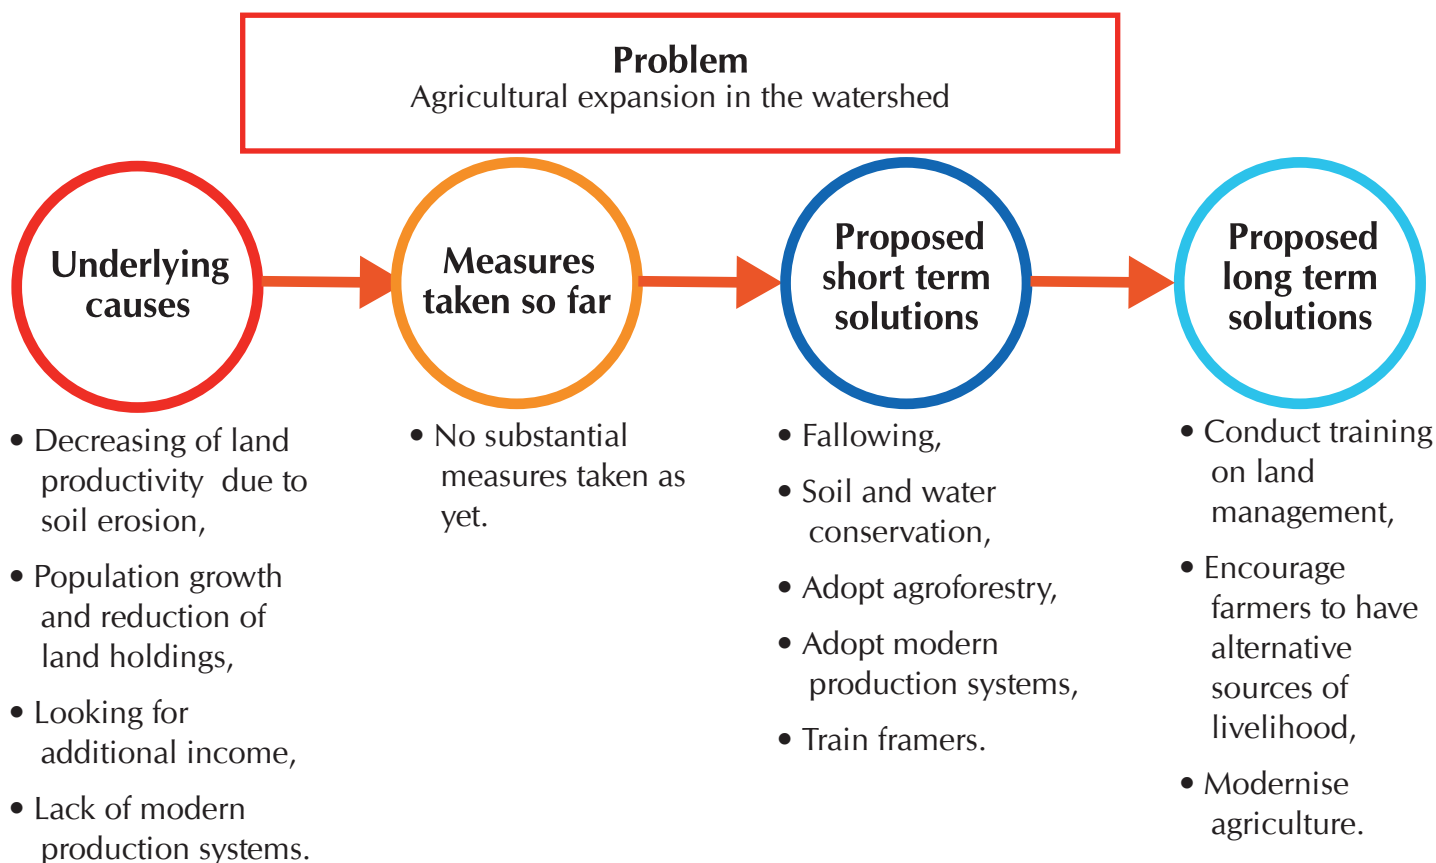 Problem
Agricultural expansion in the watershed
Underlying
causes
• Decreasing of land
productivity due to
soil erosion,
• Population growth
and reduction of
land holdings,
• Looking for
additional income,
• Lack of modern
production systems.
Measures
taken so far
• No substantial
measures taken as
yet.
Proposed
short term
solutions
• Fallowing,
• Soil and water
conservation,
• Adopt agroforestry,
• Adopt modern
production systems,
• Train framers.
Proposed
long term
solutions
• Conduct training
on land
management,
• Encourage
farmers to have
alternative
sources of
livelihood,
• Modernise
agriculture.